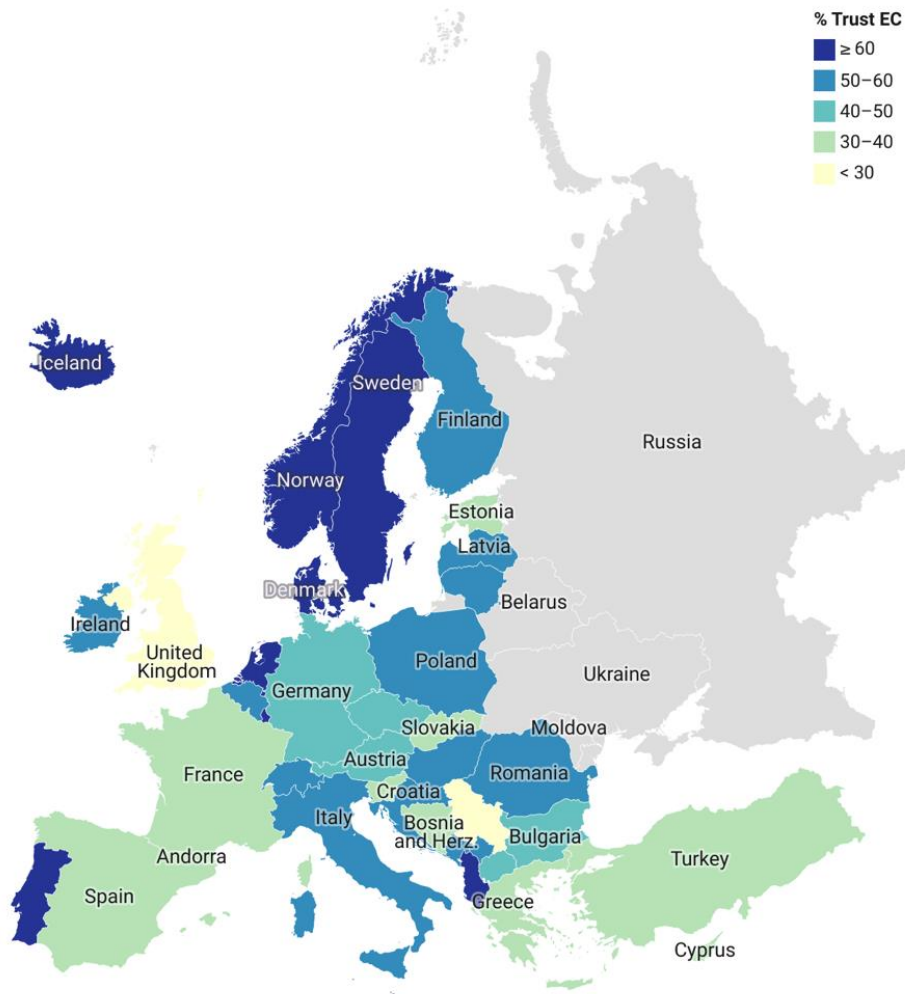 % Trust EC
≥ 60
50–60
40–50
30–40
< 30
Iceland
Sweden
Finland
Norway
Russia
Estonia
Latvia
Denmark
Belarus
Ireland
United
Kingdom
Poland
Germany
Ukraine
Slovakia
Moldova
Austria
France
Romania
Croatia
Italy
Bosnia
and Herz.
Bulgaria
Andorra
Turkey
Spain
Greece
Cyprus